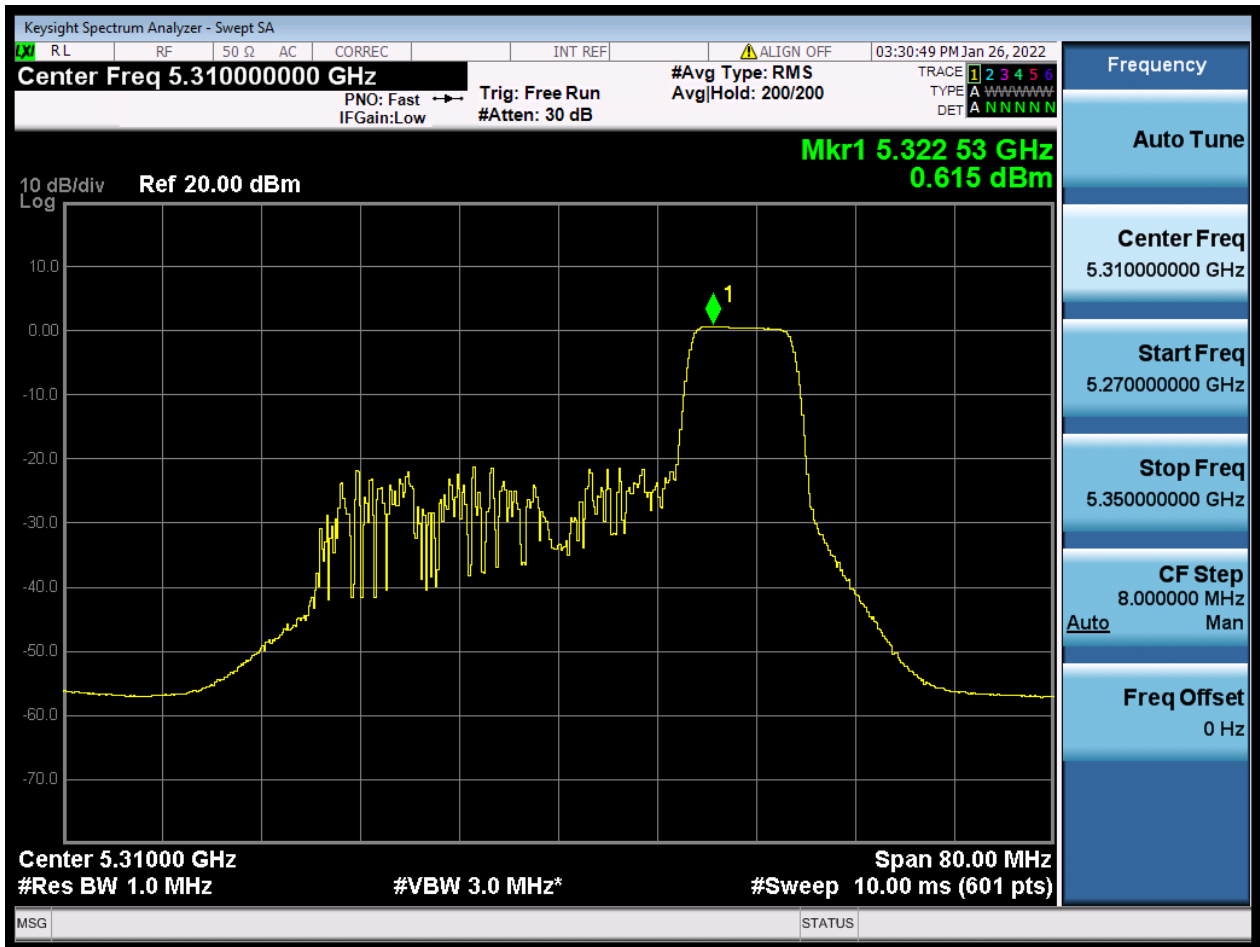 Keysight Spectrum Analyzer - Swept SA
LXI RL RF 50 Ω AC CORREC INT REF ALIGN OFF 03:30:49 PM Jan 26, 2022
Center Freq 5.310000000 GHz
PNO: Fast
IFGain:Low
Trig: Free Run
#Atten: 30 dB
#Avg Type: RMS
Avg|Hold: 200/200
TRACE 1 2 3 4 5 6
TYPE A WWWWW
DET A N N N N N
Mkr1 5.322 53 GHz
0.615 dBm
10 dB/div Ref 20.00 dBm
Log
10.0
0.00
-10.0
-20.0
-30.0
-40.0
-50.0
-60.0
-70.0
1
Center 5.31000 GHz
Span 80.00 MHz
#Res BW 1.0 MHz
#VBW 3.0 MHz*
#Sweep 10.00 ms (601 pts)
MSG
STATUS
Frequency
Auto Tune
Center Freq
5.310000000 GHz
Start Freq
5.270000000 GHz
Stop Freq
5.350000000 GHz
CF Step
8.000000 MHz
Auto Man
Freq Offset
0 Hz